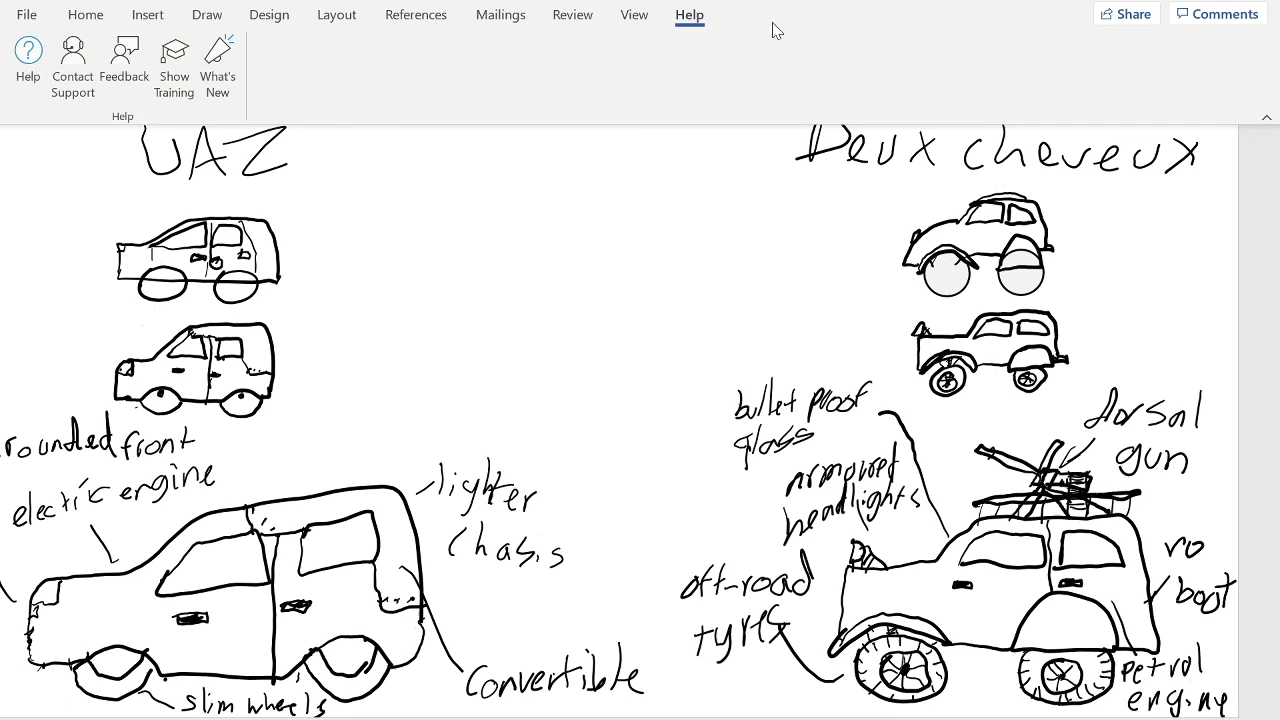 File Home Insert Draw Design Layout References Mailings Review View Help Share Comments
Help Contact Support Feedback Show Training What's New
Help
UAZ
Deux cheveux
bullet proof
glass
dorsal
gun
armoured
headlights
rounded front
electric engine
lighter
chasis
off-road
tyres
no
boot
convertible
slim wheels
petrol
engine